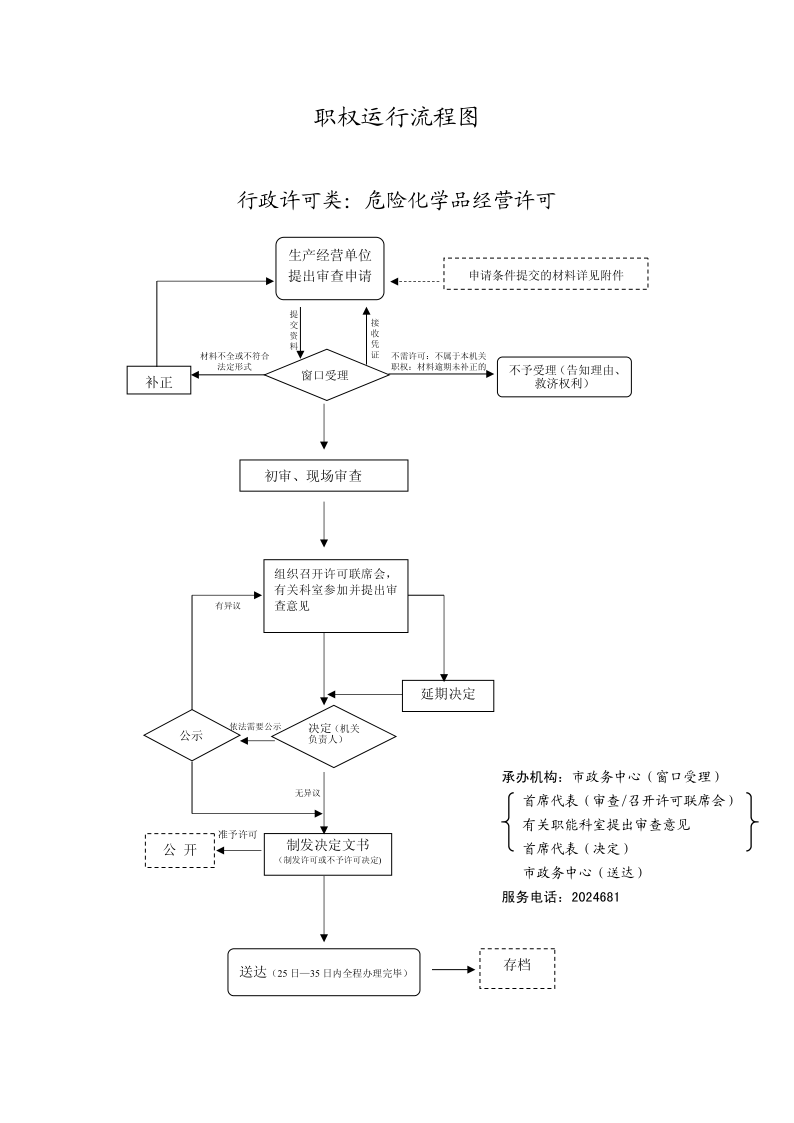 职权运行流程图
行政许可类：危险化学品经营许可
生产经营单位
提出审查申请
申请条件提交的材料详见附件
提交资料
接收凭证
材料不全或不符合
法定形式
不需许可；不属于本机关
职权；材料逾期未补正的
补正
窗口受理
不予受理（告知理由、
救济权利）
初审、现场审查
组织召开许可联席会，
有关科室参加并提出审
查意见
有异议
延期决定
公示
依法需要公示
决定（机关
负责人）
无异议
承办机构：市政务中心（窗口受理）
首席代表（审查/召开许可联席会）
有关职能科室提出审查意见
首席代表（决定）
市政务中心（送达）
服务电话：2024681
公 开
准予许可
制发决定文书
（制发许可或不予许可决定)
送达（25 日—35 日内全程办理完毕）
存档